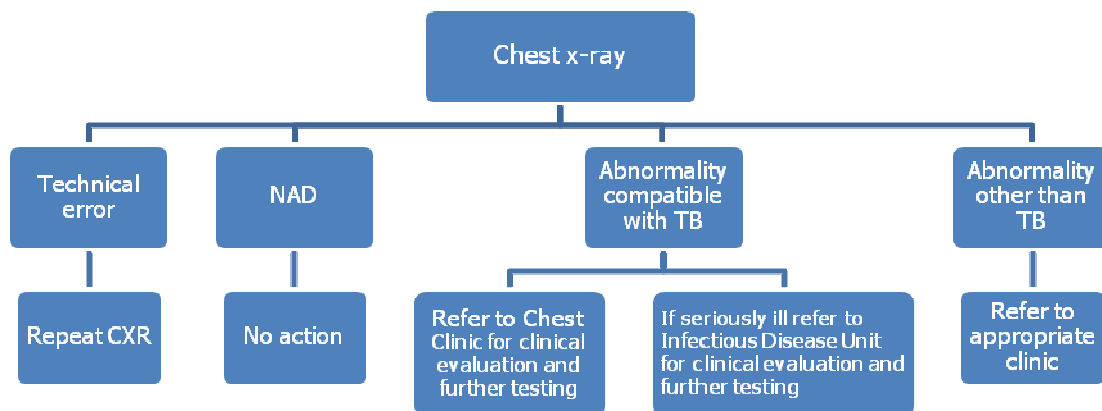 Chest x-ray
Technical
error
NAD
Abnormality
compatible
with TB
Abnormality
other than
TB
Repeat CXR
No action
Refer to Chest
Clinic for clinical
evaluation and
further testing
If seriously ill refer to
Infectious Disease Unit
for clinical evaluation and
further testing
Refer to
appropriate
clinic